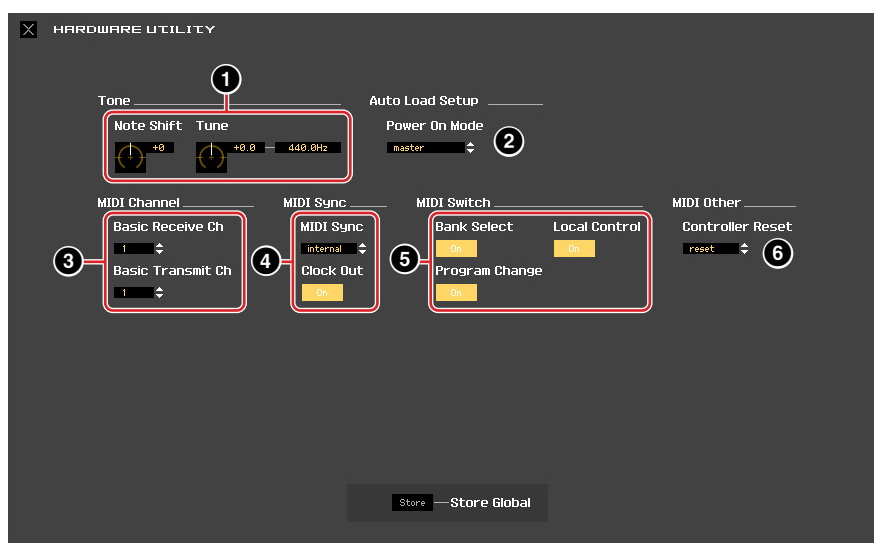 HARDWARE UTILITY
1
Tone
Auto Load Setup
Note Shift Tune
Power On Mode
+0 +0.0 440.0Hz
master
2
MIDI Channel MIDI Sync MIDI Switch MIDI Other
Basic Receive Ch MIDI Sync Bank Select Local Control Controller Reset
1 internal On On reset
3 4 5 6
Basic Transmit Ch Clock Out Program Change
1 On On
Store Store Global